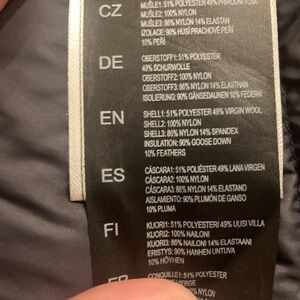 CZ
MUŠLE1: 51% POLYESTER 49% PŘÍRODNÍ VLNA
MUŠLE2: 100% NYLON
MUŠLE3: 86% NYLON 14% ELASTAN
IZOLACE: 90% HUSÍ PRACHOVÉ PEŘÍ
10% PEŘÍ
DE
OBERSTOFF1: 51% POLYESTER
49% SCHURWOLLE
OBERSTOFF2: 100% NYLON
OBERSTOFF3: 86% NYLON 14% ELASTHAN
ISOLIERUNG: 90% GÄNSEDAUNEN 10% FEDERN
EN
SHELL1: 51% POLYESTER 49% VIRGIN WOOL
SHELL2: 100% NYLON
SHELL3: 86% NYLON 14% SPANDEX
INSULATION: 90% GOOSE DOWN
10% FEATHERS
ES
CÁSCARA1: 51% POLIÉSTER 49% LANA VIRGEN
CÁSCARA2: 100% NYLON
CÁSCARA3: 86% NYLON 14% ELASTANO
AISLAMIENTO: 90% PLUMÓN DE GANSO
10% PLUMA
FI
KUORI1: 51% POLYESTERI 49% UUSI VILLA
KUORI2: 100% NAILONI
KUORI3: 86% NAILONI 14% ELASTAANI
ERISTYS: 90% HANHEN UNTUVA
10% HÖYHEN
FR
CONQUILLE1: 51% POLYESTER
VIERGE